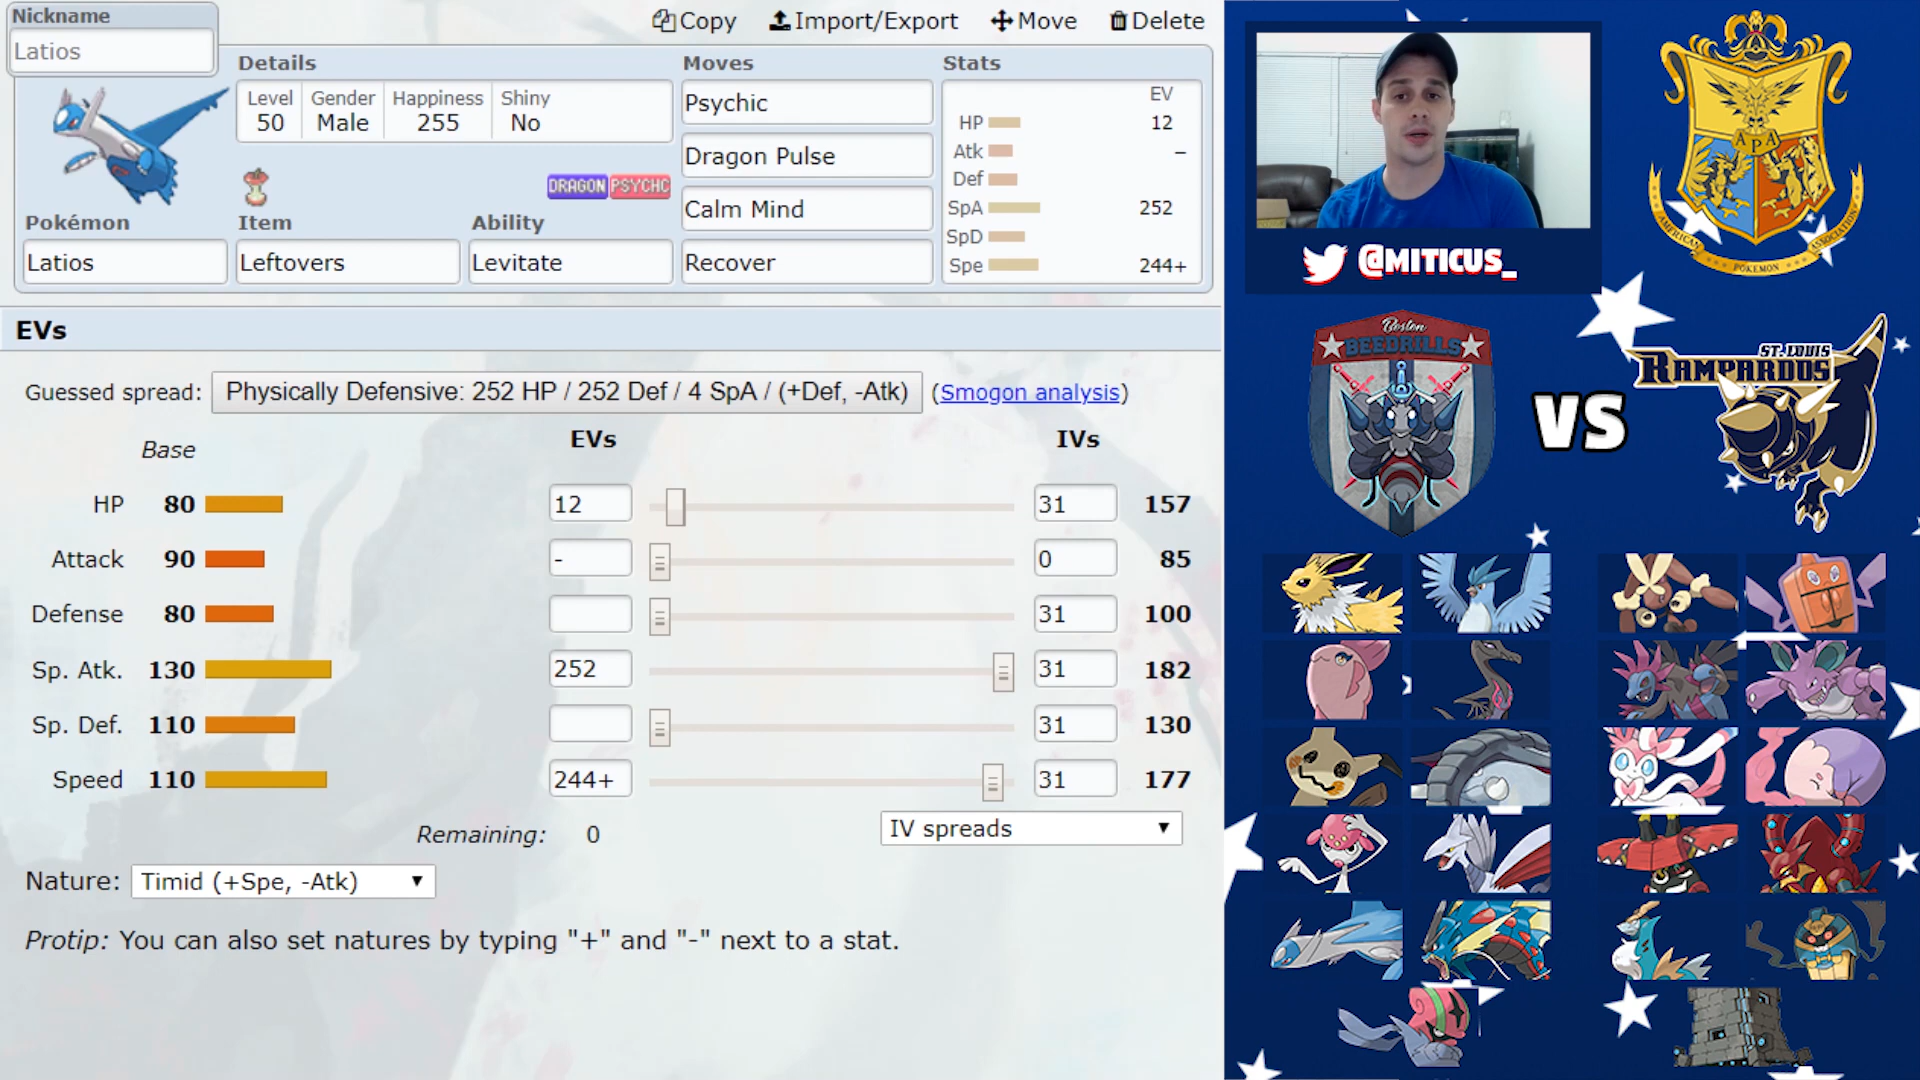 Nickname
Latios
Copy
Import/Export
Move
Delete
Details
Level
50
Gender
Male
Happiness
255
Shiny
No
DRAGON
PSYCHC
Pokémon
Latios
Item
Leftovers
Ability
Levitate
Moves
Psychic
Dragon Pulse
Calm Mind
Recover
Stats
EV
HP 12
Atk –
Def
SpA 252
SpD
Spe 244+
EVs
Guessed spread: Physically Defensive: 252 HP / 252 Def / 4 SpA / (+Def, -Atk) (Smogon analysis)
Base EVs IVs
HP 80 12 31 157
Attack 90 - 0 85
Defense 80 31 100
Sp. Atk. 130 252 31 182
Sp. Def. 110 31 130
Speed 110 244+ 31 177
Remaining: 0
IV spreads
Nature: Timid (+Spe, -Atk)
Protip: You can also set natures by typing "+" and "-" next to a stat.
@MITICUS_
APA
AMERICAN POKEMON ASSOCIATION
Boston
BEEDRILLS
VS
ST. LOUIS
RAMPARDOS